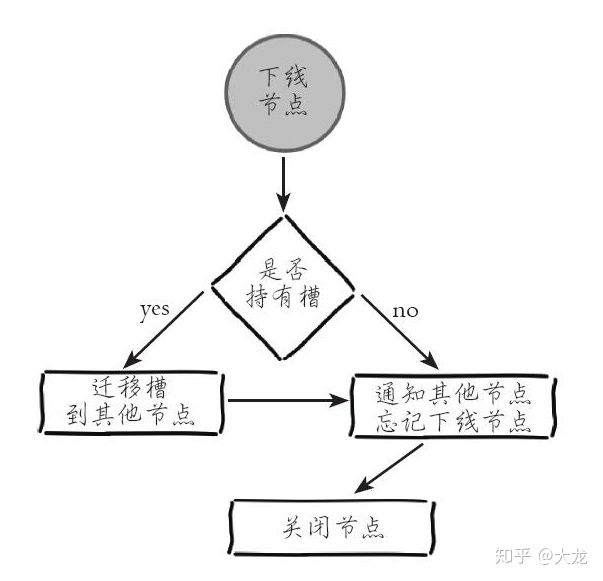 下线
节点
是否
持有槽
yes
no
迁移槽
到其他节点
通知其他节点
忘记下线节点
关闭节点
知乎 @大龙